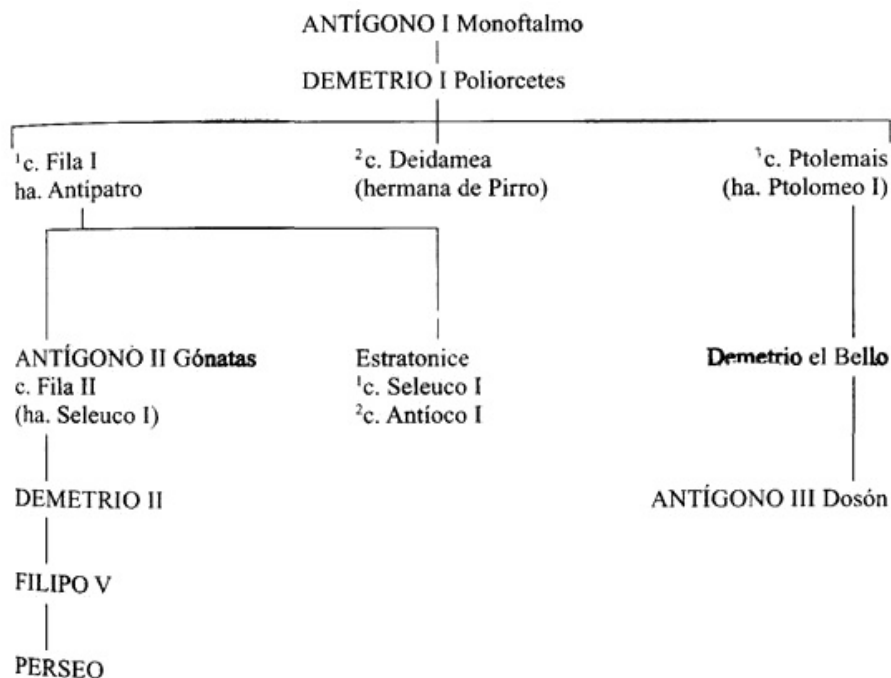 ANTÍGONO I Monoftalmo
DEMETRIO I Poliorcetes
¹c. Fila I
ha. Antipatro
²c. Deidamea
(hermana de Pirro)
³c. Ptolemais
(ha. Ptolomeo I)
ANTÍGONO II Gónatas
c. Fila II
(ha. Seleuco I)
Estratonice
¹c. Seleuco I
²c. Antíoco I
Demetrio el Bello
DEMETRIO II
ANTÍGONO III Dosón
FILIPO V
PERSEO